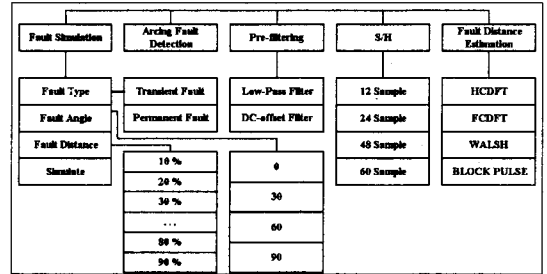 Fault Simulation
Arcing Fault
Detection
Pre-filtering
S/H
Fault Distance
Estimation
Fault Type
Fault Angle
Fault Distance
Simulate
Transient Fault
Permanent Fault
Low-Pass Filter
DC-offset Filter
12 Sample
24 Sample
48 Sample
60 Sample
HCDFT
FCDFT
WALSH
BLOCK PULSE
10 %
20 %
30 %
...
80 %
90 %
0
30
60
90